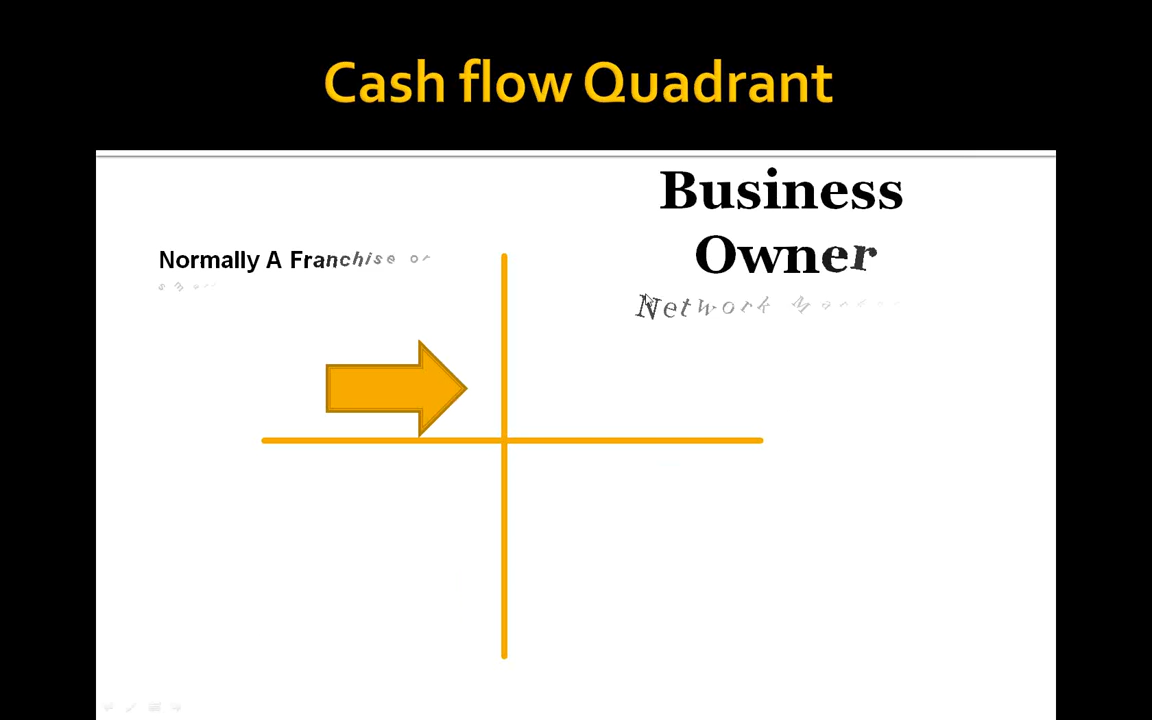 Cash flow Quadrant
Business
Owner
Normally A Franchise or
Network